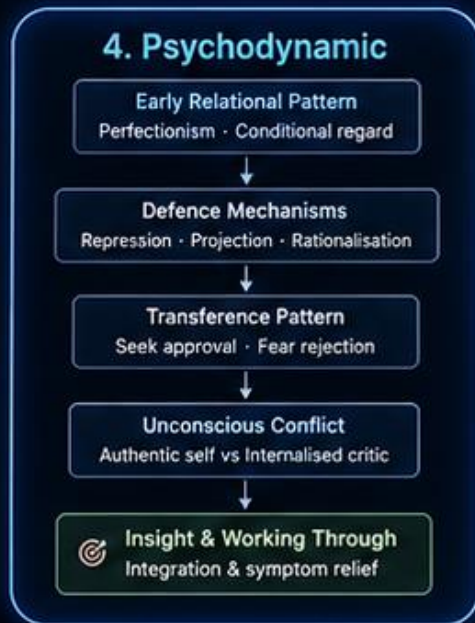 4. Psychodynamic
Early Relational Pattern
Perfectionism · Conditional regard
Defence Mechanisms
Repression · Projection · Rationalisation
Transference Pattern
Seek approval · Fear rejection
Unconscious Conflict
Authentic self vs Internalised critic
Insight & Working Through
Integration & symptom relief